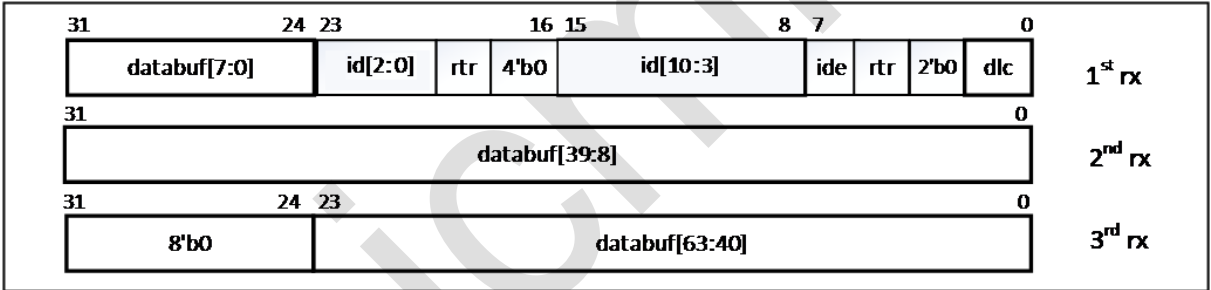 31 24 23 16 15 8 7 0
databuf[7:0] id[2:0] rtr 4'b0 id[10:3] ide rtr 2'b0 dlc 1st rx
31 0
databuf[39:8] 2nd rx
31 24 23 0
8'b0 databuf[63:40] 3rd rx